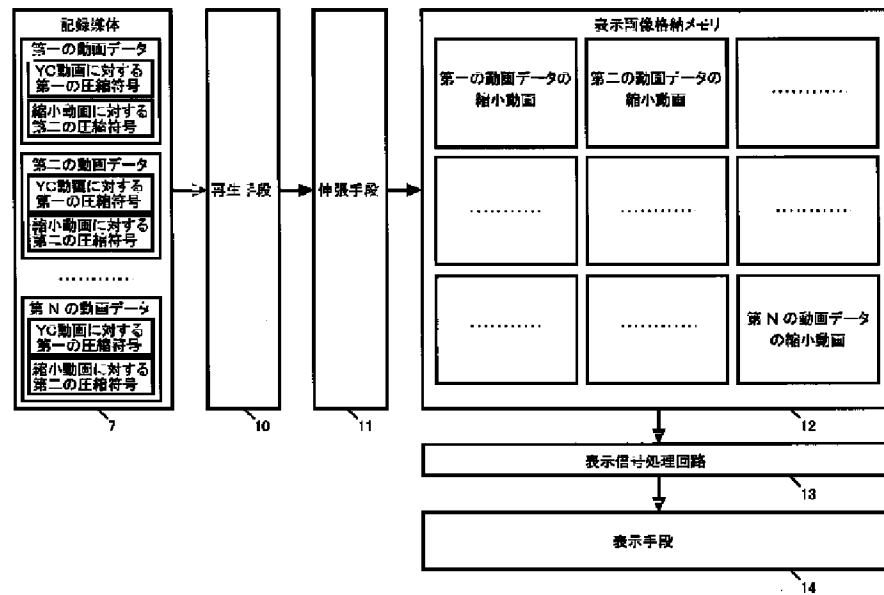 記録媒体
第一の動画データ
YC動画に対する
第一の圧縮符号
縮小動画に対する
第二の圧縮符号
第二の動画データ
YC動画に対する
第一の圧縮符号
縮小動画に対する
第二の圧縮符号
…………
第 N の動画データ
YC動画に対する
第一の圧縮符号
縮小動画に対する
第二の圧縮符号
7
再生手段
10
伸張手段
11
表示画像格納メモリ
第一の動画データの
縮小動画
第二の動画データの
縮小動画
…………
…………
…………
…………
…………
…………
第 N の動画データ
の縮小動画
12
表示信号処理回路
13
表示手段
14